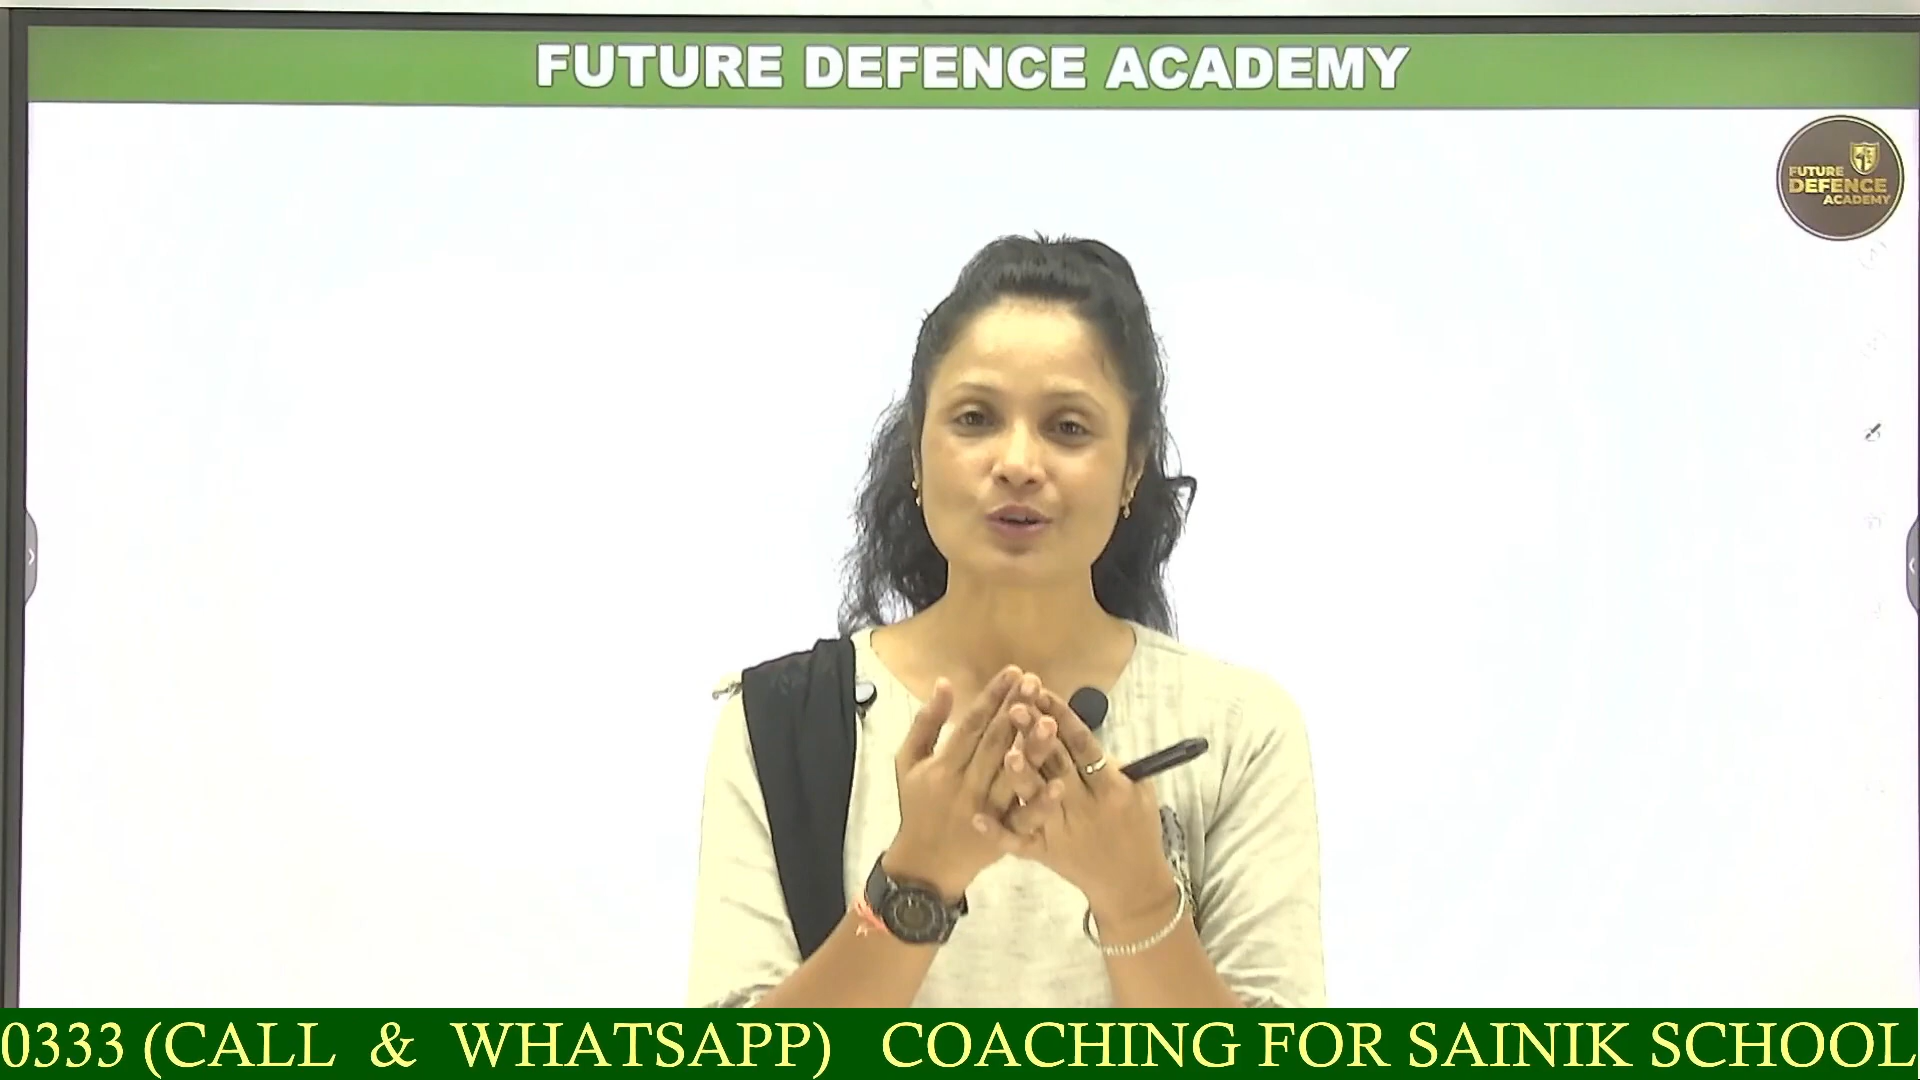 FUTURE DEFENCE ACADEMY
FUTURE
DEFENCE
ACADEMY
0333 (CALL & WHATSAPP) COACHING FOR SAINIK SCHOOL